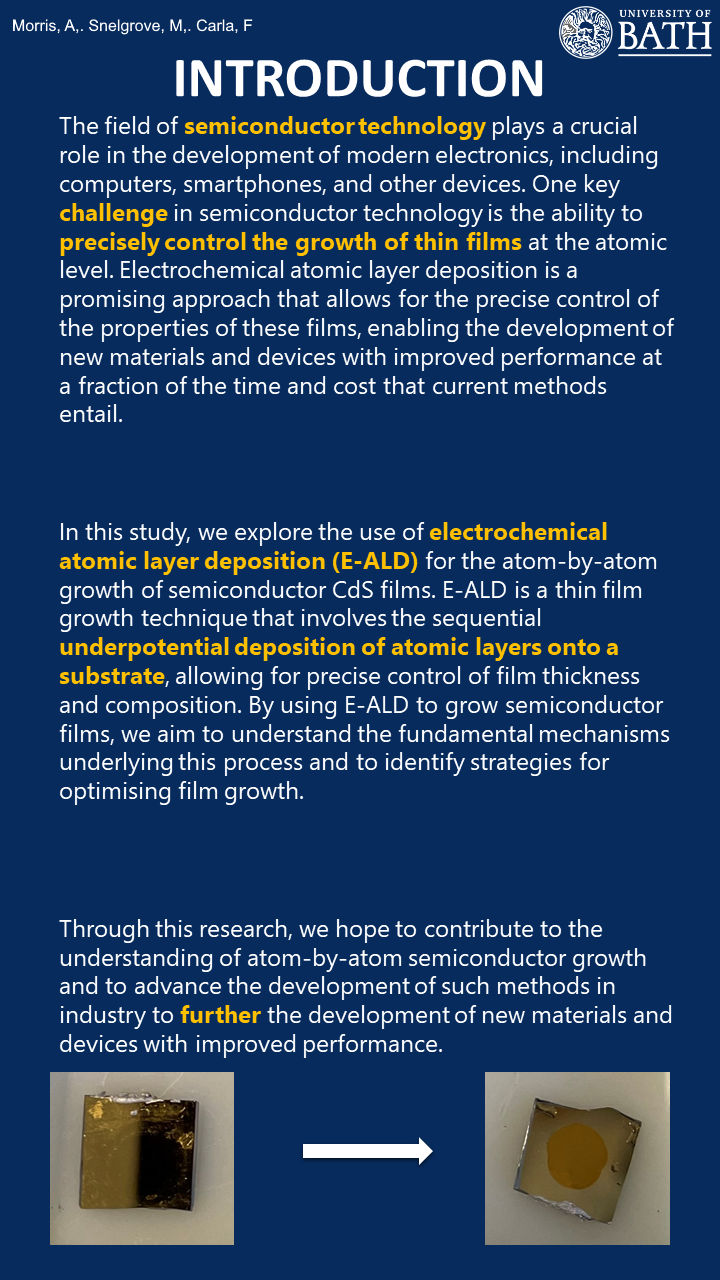 Morris, A,. Snelgrove, M,. Carla, F
UNIVERSITY OF
BATH
INTRODUCTION
The field of semiconductor technology plays a crucial
role in the development of modern electronics, including
computers, smartphones, and other devices. One key
challenge in semiconductor technology is the ability to
precisely control the growth of thin films at the atomic
level. Electrochemical atomic layer deposition is a
promising approach that allows for the precise control of
the properties of these films, enabling the development of
new materials and devices with improved performance at
a fraction of the time and cost that current methods
entail.
In this study, we explore the use of electrochemical
atomic layer deposition (E-ALD) for the atom-by-atom
growth of semiconductor CdS films. E-ALD is a thin film
growth technique that involves the sequential
underpotential deposition of atomic layers onto a
substrate, allowing for precise control of film thickness
and composition. By using E-ALD to grow semiconductor
films, we aim to understand the fundamental mechanisms
underlying this process and to identify strategies for
optimising film growth.
Through this research, we hope to contribute to the
understanding of atom-by-atom semiconductor growth
and to advance the development of such methods in
industry to further the development of new materials and
devices with improved performance.